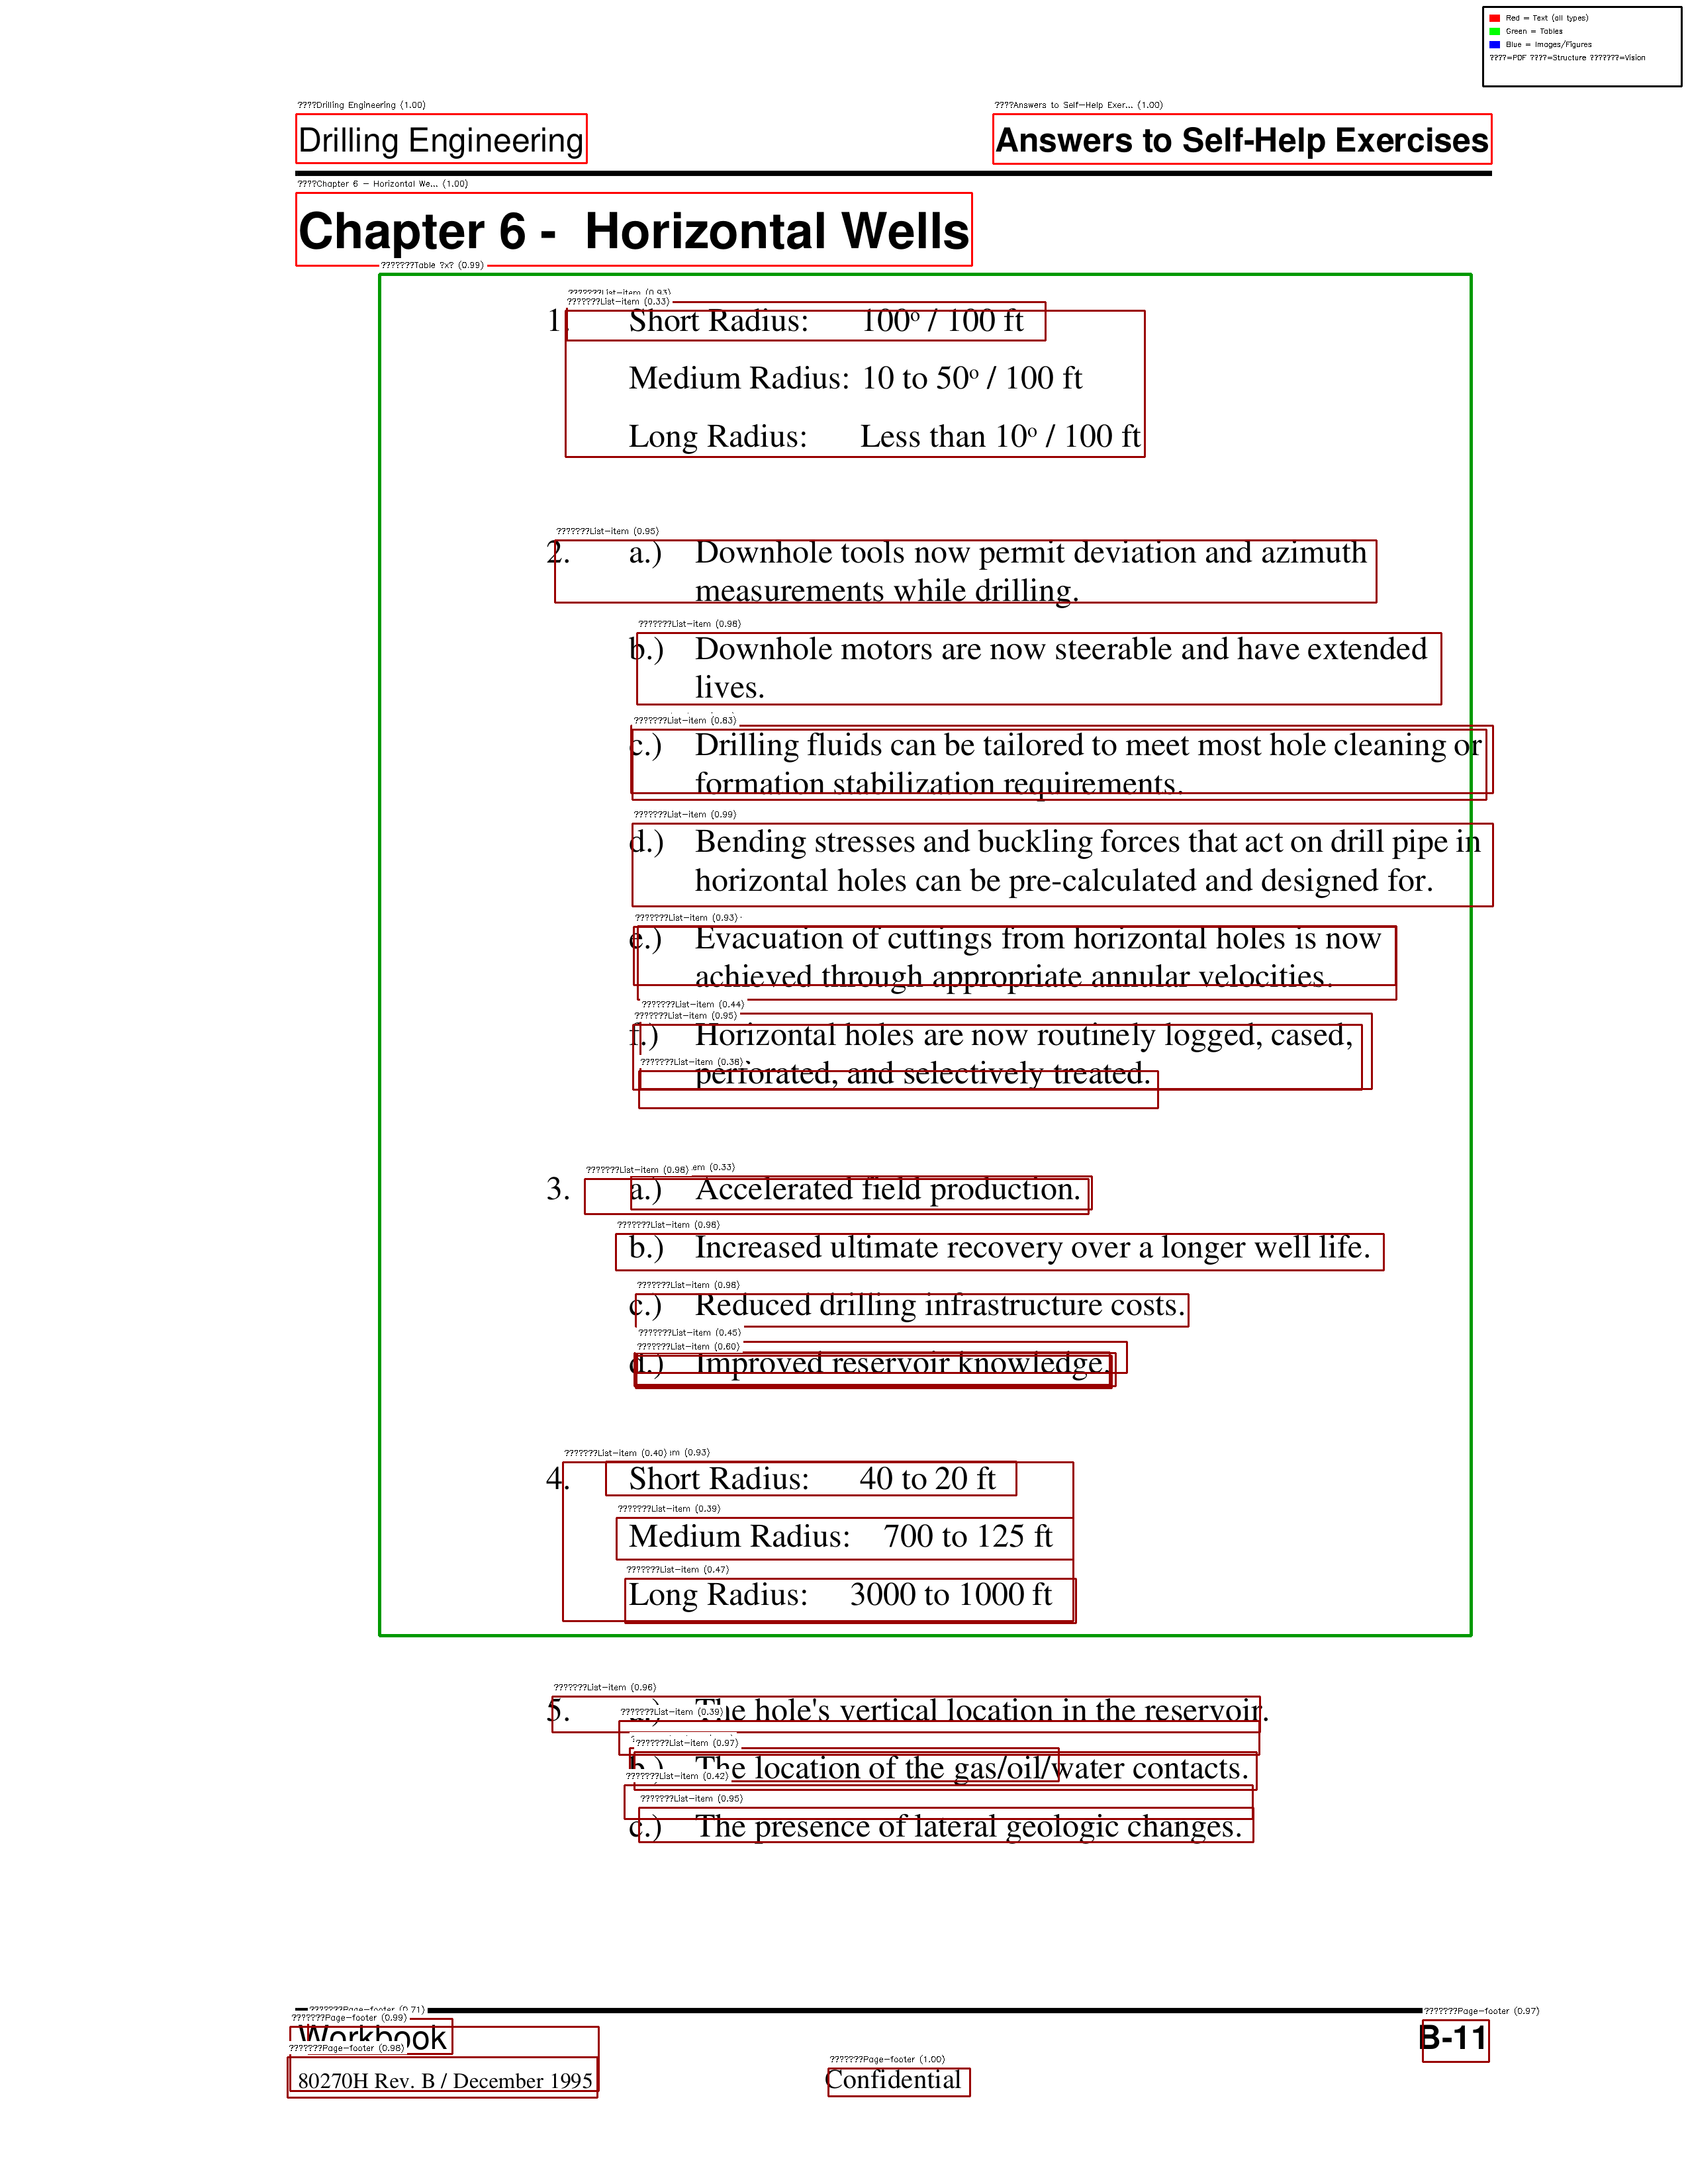 Red = Text (all types)
Green = Tables
Blue = Images/Figures
????=PDF ????=Structure ???????=Vision
????Drilling Engineering (1.00)
????Answers to Self-Help Exer... (1.00)
Drilling Engineering
Answers to Self-Help Exercises
????Chapter 6 - Horizontal We... (1.00)
Chapter 6 - Horizontal Wells
???????Table ?x? (0.99)
???????List-item (0.93)
???????List-item (0.33)
1. Short Radius: 100º / 100 ft
Medium Radius: 10 to 50º / 100 ft
Long Radius: Less than 10º / 100 ft
???????List-item (0.95)
2. a.) Downhole tools now permit deviation and azimuth
measurements while drilling.
???????List-item (0.98)
b.) Downhole motors are now steerable and have extended
lives.
???????List-item (0.83)
c.) Drilling fluids can be tailored to meet most hole cleaning or
formation stabilization requirements.
???????List-item (0.99)
d.) Bending stresses and buckling forces that act on drill pipe in
horizontal holes can be pre-calculated and designed for.
???????List-item (0.93)
e.) Evacuation of cuttings from horizontal holes is now
achieved through appropriate annular velocities.
???????List-item (0.44)
???????List-item (0.95)
f.) Horizontal holes are now routinely logged, cased,
???????List-item (0.38)
perforated, and selectively treated.
???????List-item (0.98) em (0.33)
3. a.) Accelerated field production.
???????List-item (0.98)
b.) Increased ultimate recovery over a longer well life.
???????List-item (0.98)
c.) Reduced drilling infrastructure costs.
???????List-item (0.45)
???????List-item (0.60)
d.) Improved reservoir knowledge.
???????List-item (0.40) m (0.93)
4. Short Radius: 40 to 20 ft
???????List-item (0.39)
Medium Radius: 700 to 125 ft
???????List-item (0.47)
Long Radius: 3000 to 1000 ft
???????List-item (0.96)
5. a.) The hole's vertical location in the reservoir.
???????List-item (0.39)
???????List-item (0.97)
b.) The location of the gas/oil/water contacts.
???????List-item (0.42)
???????List-item (0.95)
c.) The presence of lateral geologic changes.
???????Page-footer (0.71)
???????Page-footer (0.97)
???????Page-footer (0.99)
Workbook
B-11
???????Page-footer (0.98)
???????Page-footer (1.00)
80270H Rev. B / December 1995
Confidential